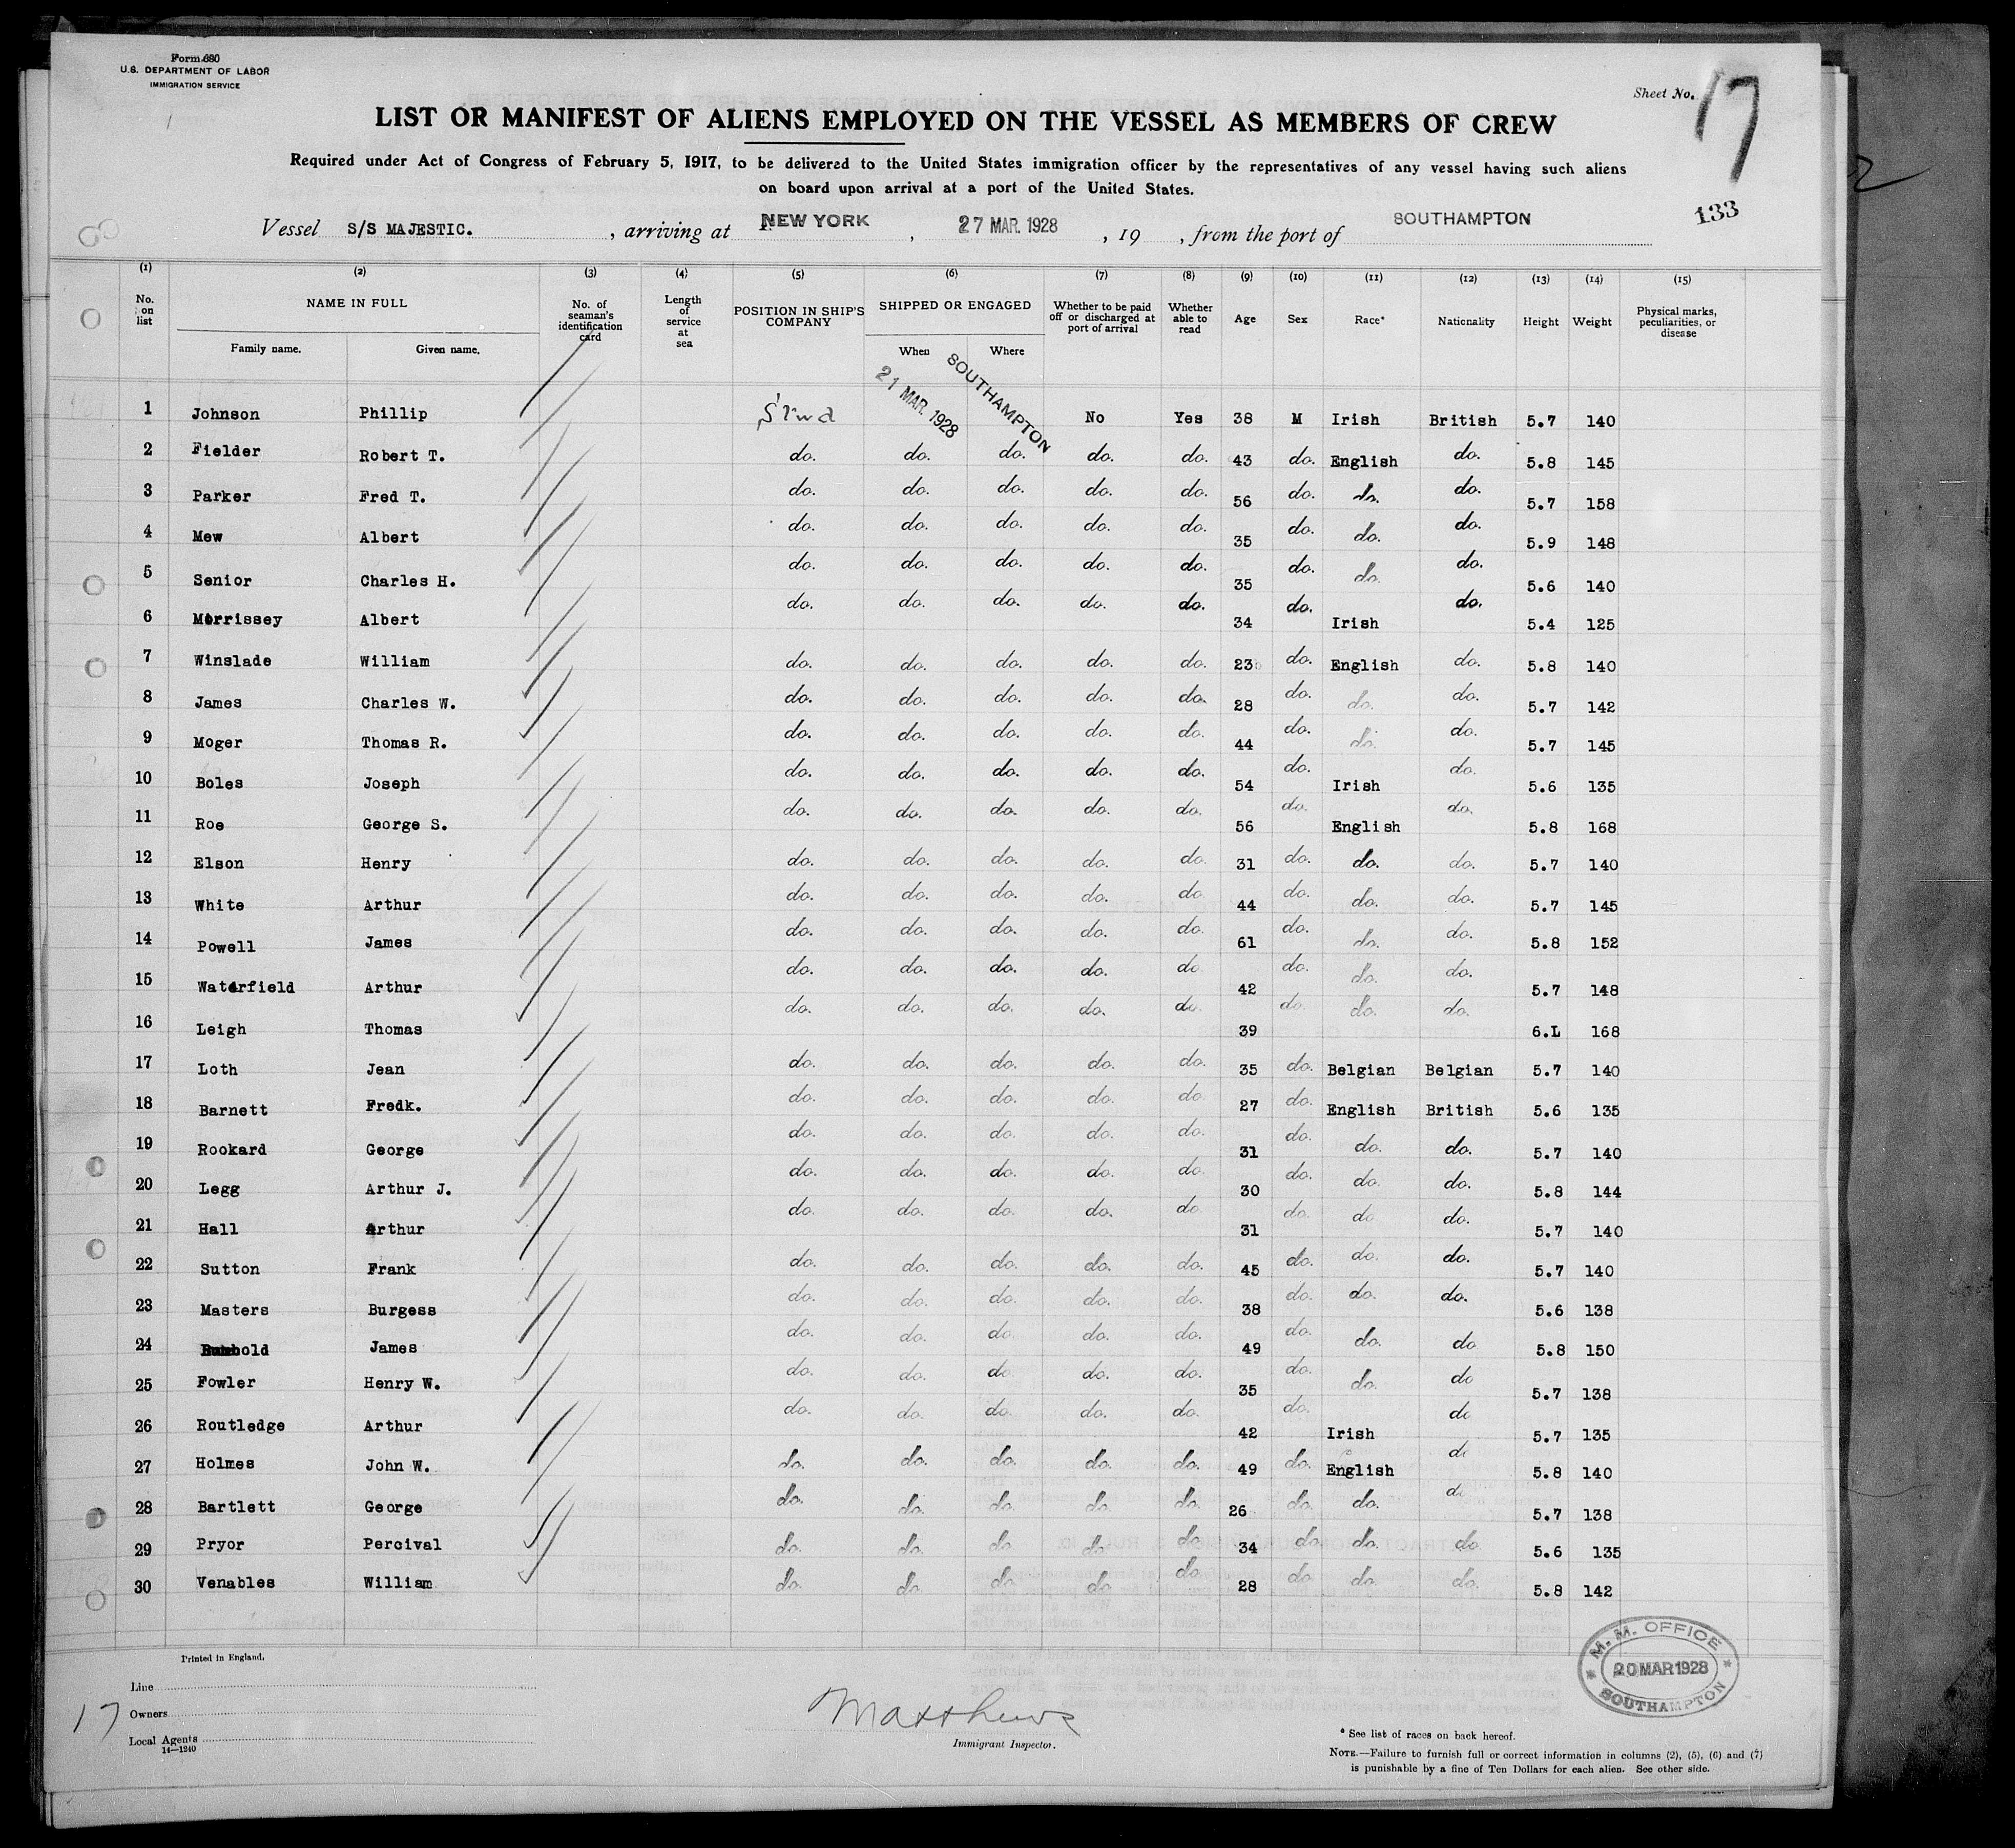 Form 680
U.S. DEPARTMENT OF LABOR
IMMIGRATION SERVICE
Sheet No. 17
LIST OR MANIFEST OF ALIENS EMPLOYED ON THE VESSEL AS MEMBERS OF CREW
Required under Act of Congress of February 5, 1917, to be delivered to the United States immigration officer by the representatives of any vessel having such aliens
on board upon arrival at a port of the United States.
133
Vessel S/S MAJESTIC. , arriving at NEW YORK , 27 MAR. 1928 , 19 , from the port of SOUTHAMPTON
(1) (2) (3) (4) (5) (6) (7) (8) (9) (10) (11) (12) (13) (14) (15)
No. on list NAME IN FULL Family name. Given name. No. of seaman's identification card Length of service at sea POSITION IN SHIP'S COMPANY SHIPPED OR ENGAGED When Where Whether to be paid off or discharged at port of arrival Whether able to read Age Sex Race* Nationality Height Weight Physical marks, peculiarities, or disease
1 Johnson Phillip Stwd 21 MAR. 1928 SOUTHAMPTON No Yes 38 M Irish British 5.7 140
2 Fielder Robert T. do. do. do. do. do. 43 do. English do. 5.8 145
3 Parker Fred T. do. do. do. do. do. 56 do. do. do. 5.7 158
4 Mew Albert do. do. do. do. do. 35 do. do. do. 5.9 148
5 Senior Charles H. do. do. do. do. do. 35 do. do. do. 5.6 140
6 Morrissey Albert do. do. do. do. do. 34 do. Irish do. 5.4 125
7 Winslade William do. do. do. do. do. 23 do. English do. 5.8 140
8 James Charles W. do. do. do. do. do. 28 do. do. do. 5.7 142
9 Moger Thomas R. do. do. do. do. do. 44 do. do. do. 5.7 145
10 Boles Joseph do. do. do. do. do. 54 do. Irish do. 5.6 135
11 Roe George S. do. do. do. do. do. 56 do. English do. 5.8 168
12 Elson Henry do. do. do. do. do. 31 do. do. do. 5.7 140
13 White Arthur do. do. do. do. do. 44 do. do. do. 5.7 145
14 Powell James do. do. do. do. do. 61 do. do. do. 5.8 152
15 Waterfield Arthur do. do. do. do. do 42 do. do. do. 5.7 148
16 Leigh Thomas do. do. do. do. do. 39 do. do. do. 6.L 168
17 Loth Jean do. do. do. do. do. 35 do. Belgian Belgian 5.7 140
18 Barnett Fredk. do. do. do. do. do 27 do. English British 5.6 135
19 Rookard George do. do. do. do. do. 31 do. do. do. 5.7 140
20 Legg Arthur J. do. do. do. do. do 30 do. do. do. 5.8 144
21 Hall Arthur do. do. do. do. do 31 do. do do. 5.7 140
22 Sutton Frank do. do. do. do. do. 45 do. do. do. 5.7 140
23 Masters Burgess do. do. do. do. do. 38 do. do. do. 5.6 138
24 James do. do. do do. do. 49 do. do. do 5.8 150
25 Fowler Henry W. do. do. do do. do. 35 do. do. do 5.7 138
26 Routledge Arthur do. do. do. do. do. 42 do. Irish do 5.7 135
27 Holmes John W. do. do. do. do. do. 49 do. English do 5.8 140
28 Bartlett George do. do. do. do. do. 26 do. do. do 5.7 138
29 Pryor Percival do. do. do do do 34 do do. do. 5.6 135
30 Venables William do. do. do. do do. 28 do do. do. 5.8 142
Printed in England.
M. M. OFFICE
20 MAR 1928
SOUTHAMPTON
Line
Owners
17
Local Agents
14—1240
Matthews
Immigrant Inspector.
* See list of races on back hereof.
NOTE.—Failure to furnish full or correct information in columns (2), (5), (6) and (7)
is punishable by a fine of Ten Dollars for each alien. See other side.